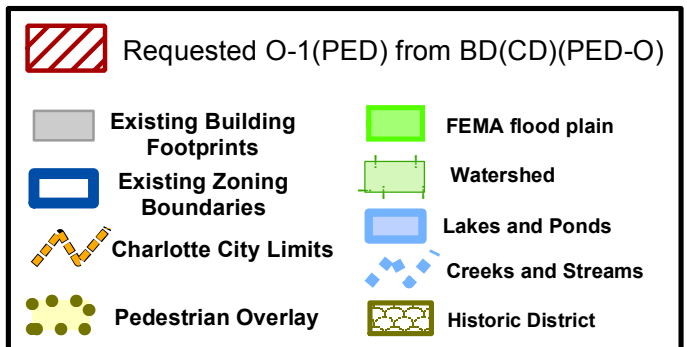 Requested O-1(PED) from BD(CD)(PED-O)
Existing Building
Footprints
Existing Zoning
Boundaries
Charlotte City Limits
Pedestrian Overlay
FEMA flood plain
Watershed
Lakes and Ponds
Creeks and Streams
Historic District